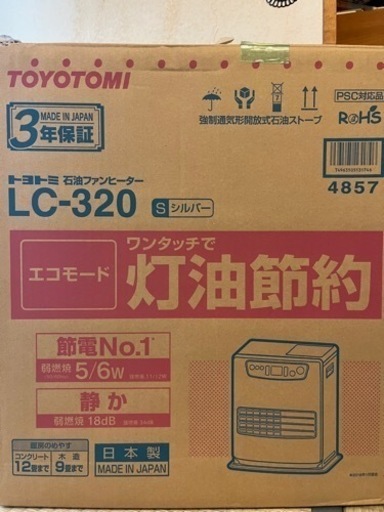 TOYOTOMI
MADE IN JAPAN
3年保証
PSC対応品
RoHS
強制通気形開放式石油ストーブ
トヨトミ 石油ファンヒーター
LC-320 S シルバー
4857
ワンタッチで
エコモード 灯油節約
節電No.1
弱燃焼 5/6W
静か
弱燃焼 18dB
暖房のめやす
コンクリート 12畳まで
木造 9畳まで
日本製
MADE IN JAPAN